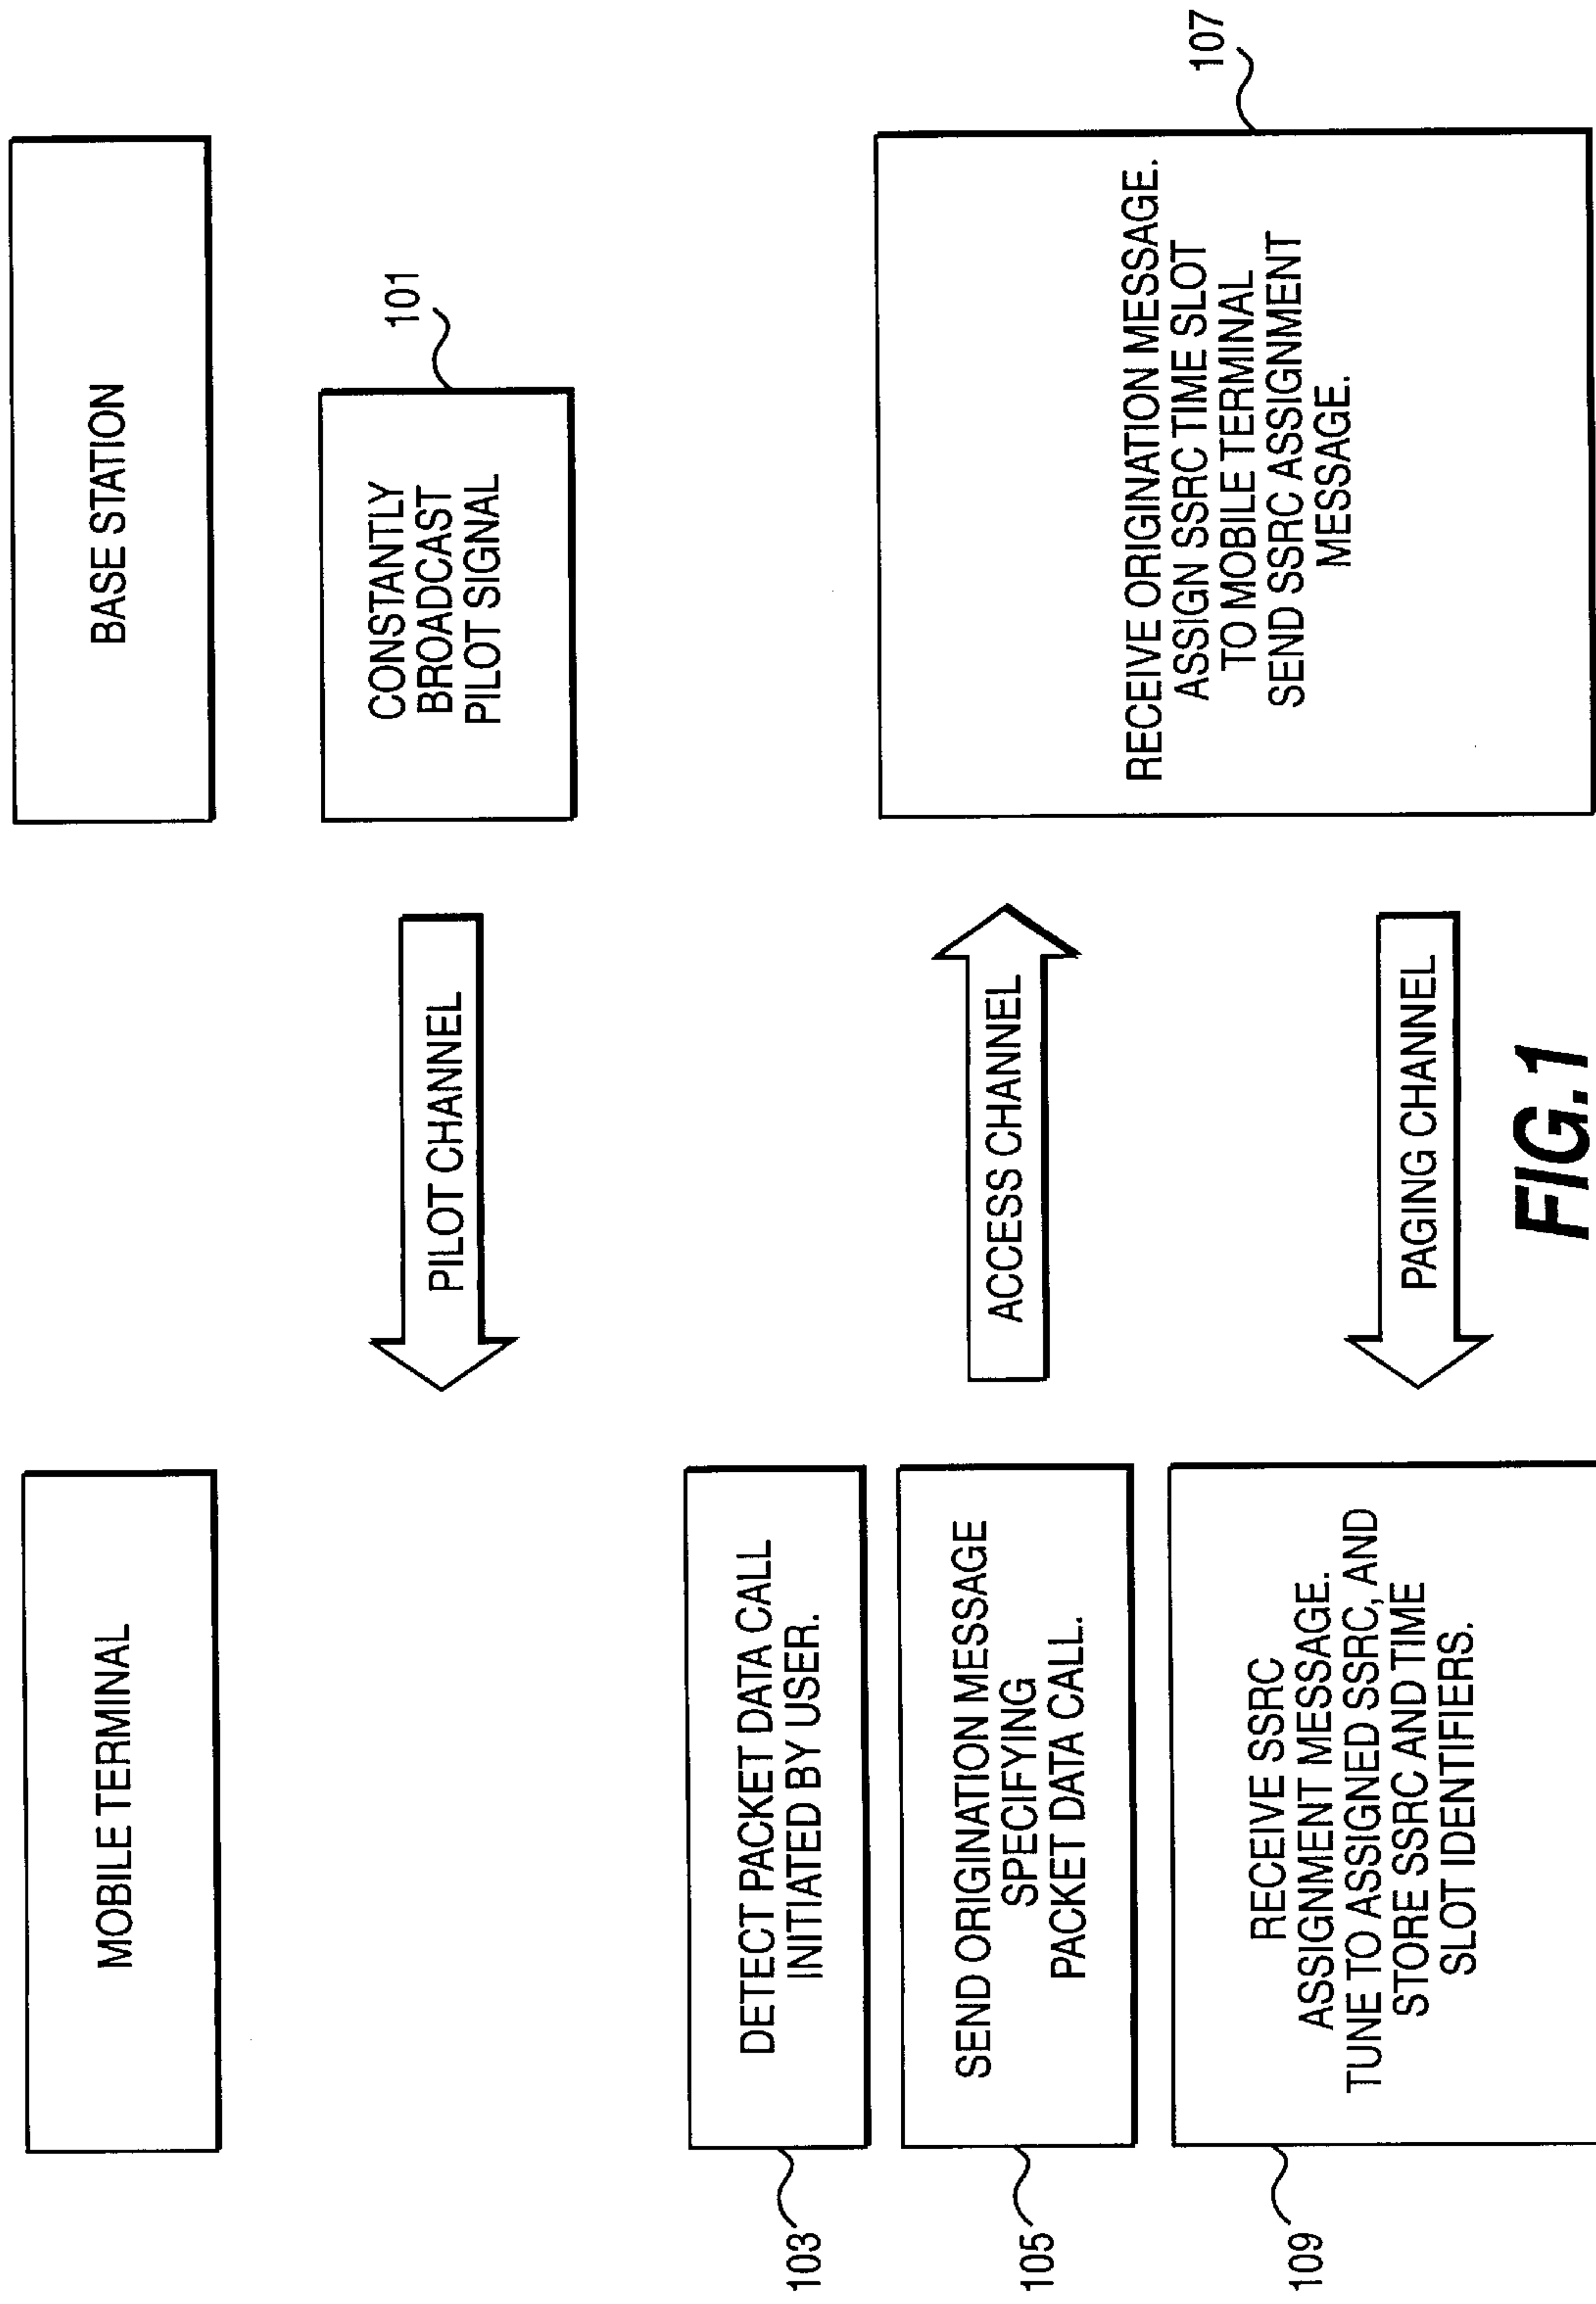 MOBILE TERMINAL
BASE STATION
PILOT CHANNEL
CONSTANTLY
BROADCAST
PILOT SIGNAL
101
103
DETECT PACKET DATA CALL
INITIATED BY USER.
105
SEND ORIGINATION MESSAGE
SPECIFYING
PACKET DATA CALL.
ACCESS CHANNEL
RECEIVE ORIGINATION MESSAGE.
ASSIGN SSRC TIME SLOT
TO MOBILE TERMINAL
SEND SSRC ASSIGNMENT
MESSAGE.
107
109
RECEIVE SSRC
ASSIGNMENT MESSAGE.
TUNE TO ASSIGNED SSRC, AND
STORE SSRC AND TIME
SLOT IDENTIFIERS.
PAGING CHANNEL
FIG.1